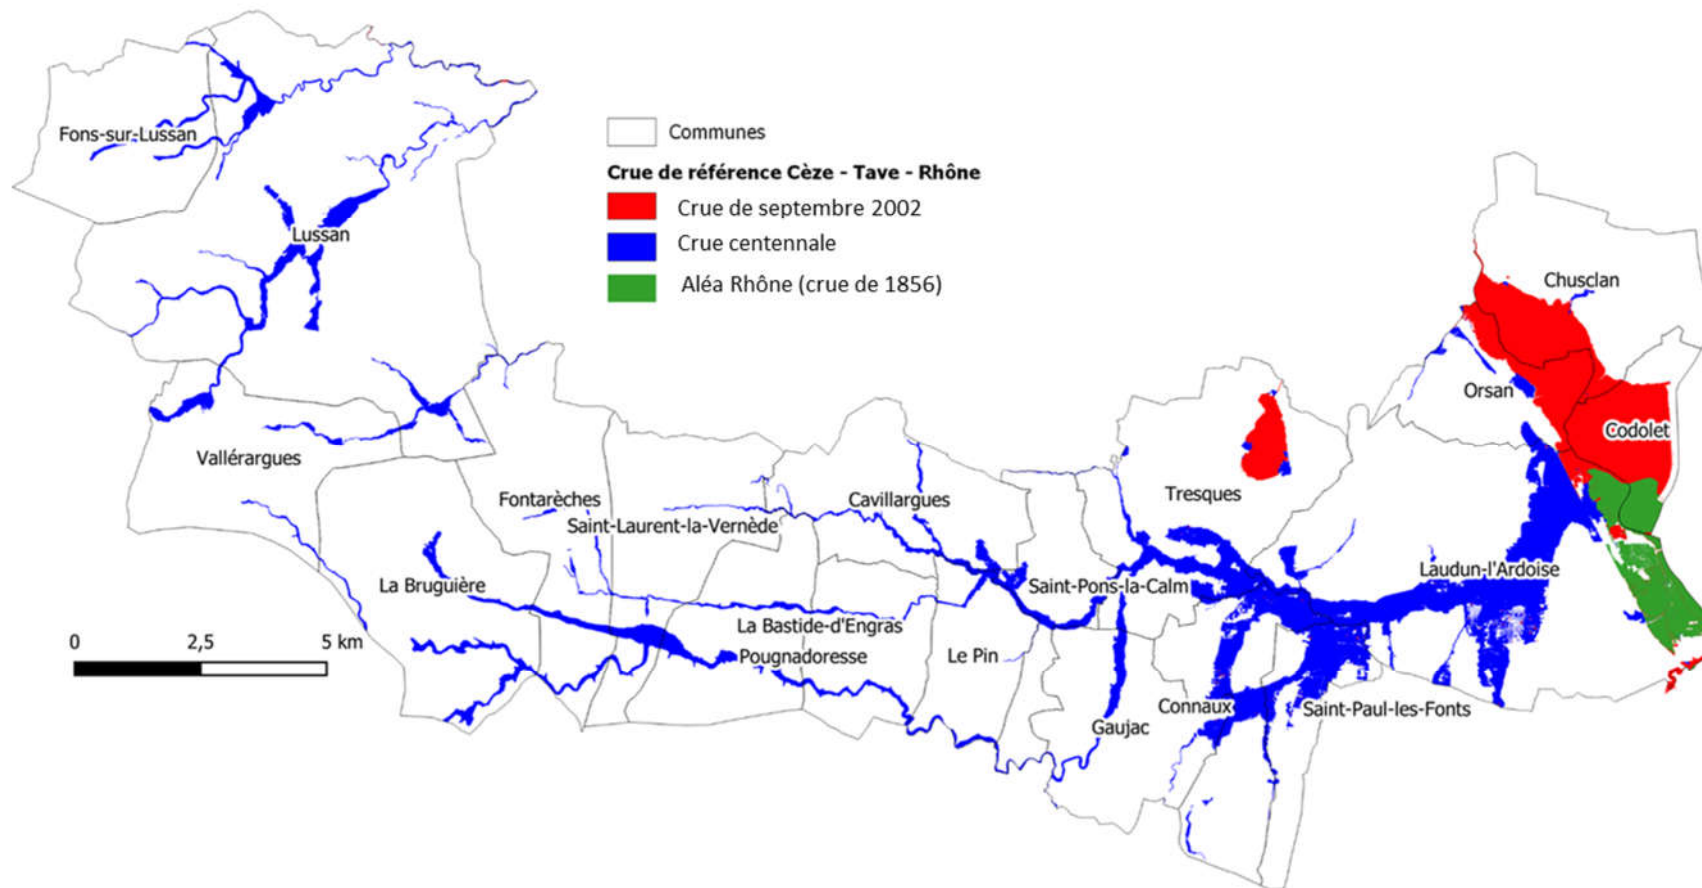 Fons-sur-Lussan
Communes
Crue de référence Cèze - Tave - Rhône
Crue de septembre 2002
Crue centennale
Aléa Rhône (crue de 1856)
Lussan
Chusclan
Orsan
Codolet
Vallérargues
Fontarèches
Cavillargues
Tresques
Saint-Laurent-la-Vernède
La Bruguière
Saint-Pons-la-Calm
Laudun-l'Ardoise
La Bastide-d'Engras
0 2,5 5 km
Pougnadoresse
Le Pin
Gaujac
Connaux
Saint-Paul-les-Fonts